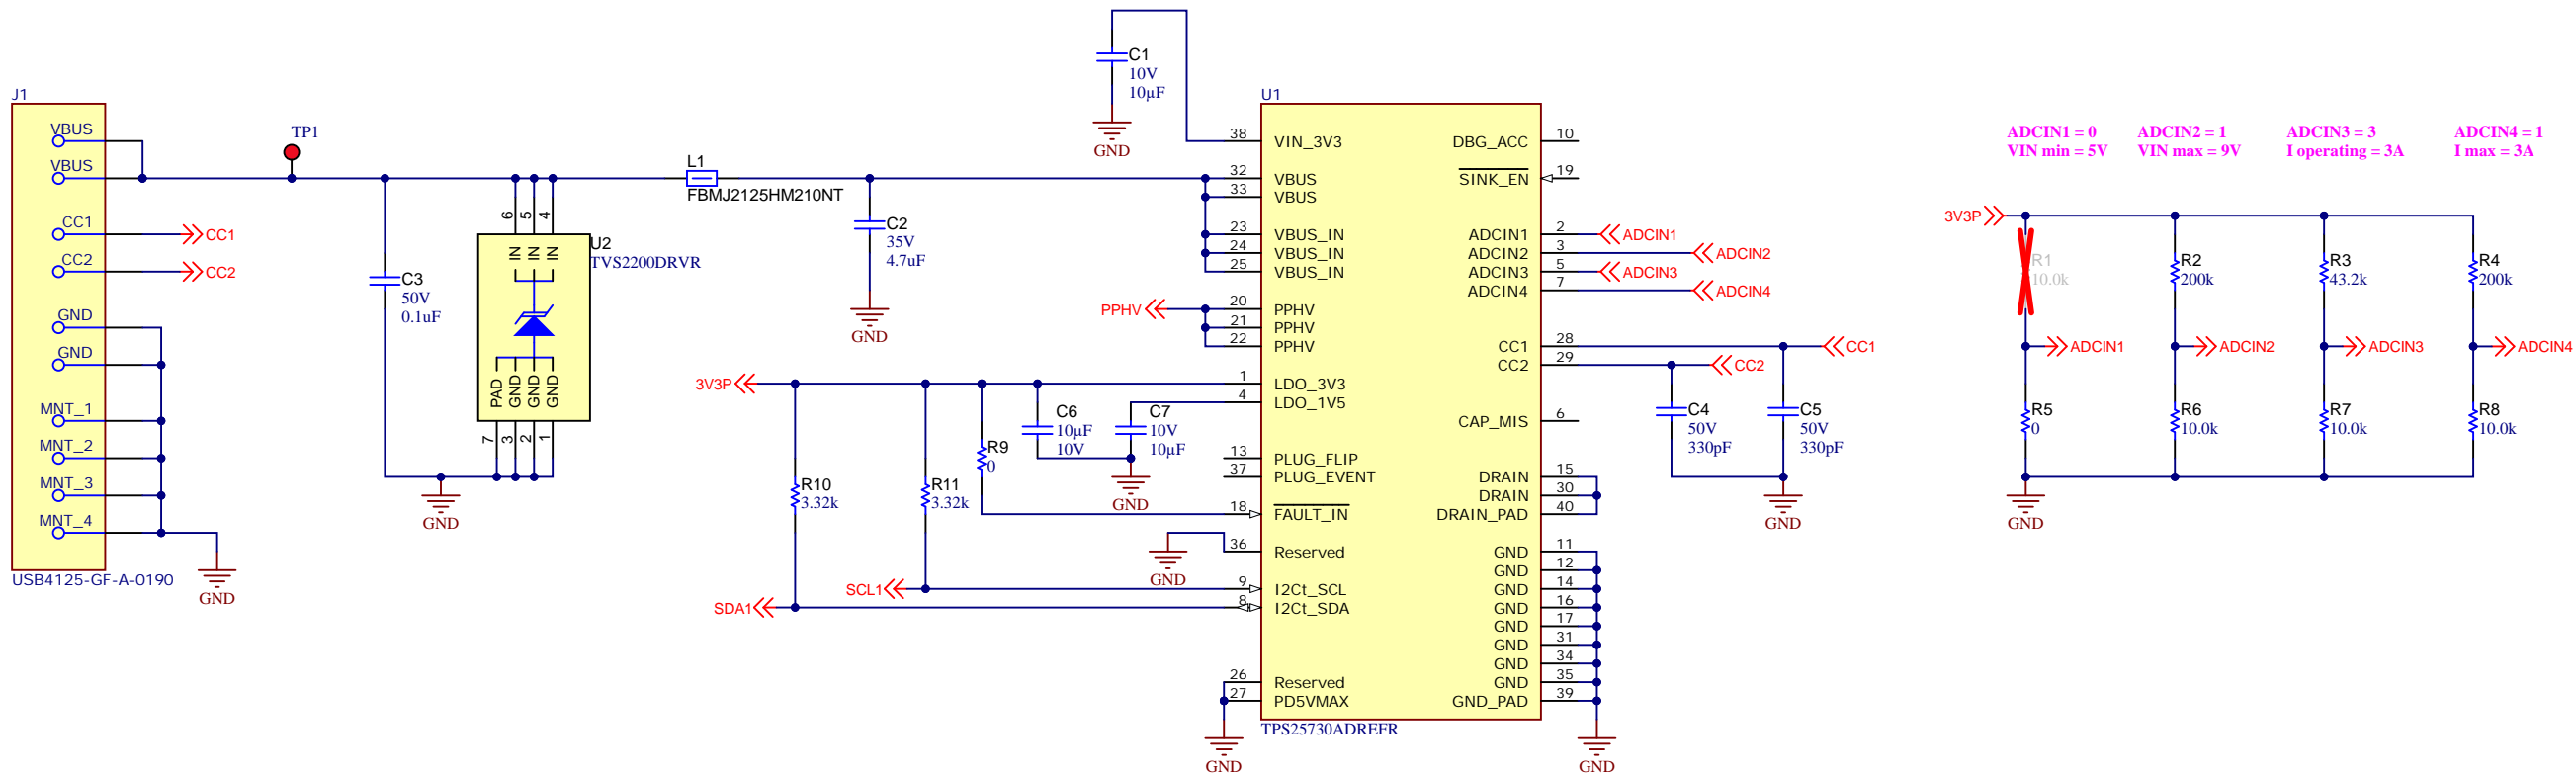 J1
VBUS
VBUS
CC1
CC2
GND
GND
MNT_1
MNT_2
MNT_3
MNT_4
USB4125-GF-A-0190
CC1
CC2
GND
TP1
C3
50V
0.1uF
GND
6
5
4
IN
IN
IN
U2
TVS2200DRVR
PAD
GND
GND
GND
7
3
2
1
L1
FBMJ2125HM210NT
C2
35V
4.7uF
GND
C1
10V
10µF
GND
PPHV
3V3P
R10
3.32k
R11
3.32k
R9
0
C6
10µF
10V
C7
10V
10µF
GND
GND
SCL1
SDA1
U1
38 VIN_3V3
32 VBUS
33 VBUS
23 VBUS_IN
24 VBUS_IN
25 VBUS_IN
20 PPHV
21 PPHV
22 PPHV
1 LDO_3V3
4 LDO_1V5
13 PLUG_FLIP
37 PLUG_EVENT
18 FAULT_IN
36 Reserved
9 I2Ct_SCL
8 I2Ct_SDA
26 Reserved
27 PD5VMAX
GND
DBG_ACC 10
SINK_EN 19
ADCIN1 2 ADCIN1
ADCIN2 3 ADCIN2
ADCIN3 5 ADCIN3
ADCIN4 7 ADCIN4
CC1 28 CC1
CC2 29 CC2
CAP_MIS 6
DRAIN 15
DRAIN 30
DRAIN_PAD 40
GND 11
GND 12
GND 14
GND 16
GND 17
GND 31
GND 34
GND 35
GND_PAD 39
TPS25730ADREFR
GND
C4
50V
330pF
C5
50V
330pF
GND
ADCIN1 = 0
VIN min = 5V
ADCIN2 = 1
VIN max = 9V
ADCIN3 = 3
I operating = 3A
ADCIN4 = 1
I max = 3A
3V3P
R1
10.0k
R2
200k
R3
43.2k
R4
200k
ADCIN1
ADCIN2
ADCIN3
ADCIN4
R5
0
R6
10.0k
R7
10.0k
R8
10.0k
GND